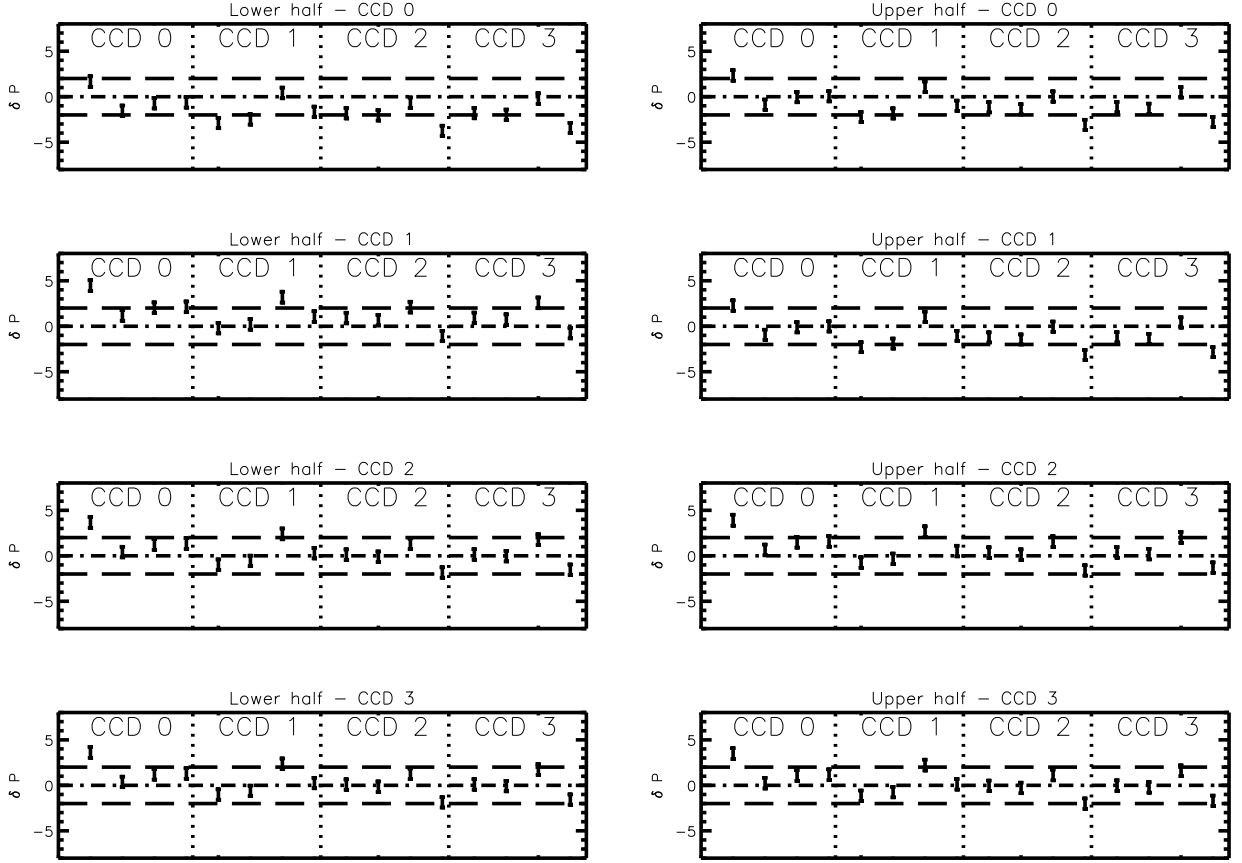 Lower half – CCD 0
Upper half – CCD 0
CCD 0 CCD 1 CCD 2 CCD 3
CCD 0 CCD 1 CCD 2 CCD 3
5
0
−5
δ P
5
0
−5
δ P
Lower half – CCD 1
Upper half – CCD 1
CCD 0 CCD 1 CCD 2 CCD 3
CCD 0 CCD 1 CCD 2 CCD 3
5
0
−5
δ P
5
0
−5
δ P
Lower half – CCD 2
Upper half – CCD 2
CCD 0 CCD 1 CCD 2 CCD 3
CCD 0 CCD 1 CCD 2 CCD 3
5
0
−5
δ P
5
0
−5
δ P
Lower half – CCD 3
Upper half – CCD 3
CCD 0 CCD 1 CCD 2 CCD 3
CCD 0 CCD 1 CCD 2 CCD 3
5
0
−5
δ P
5
0
−5
δ P